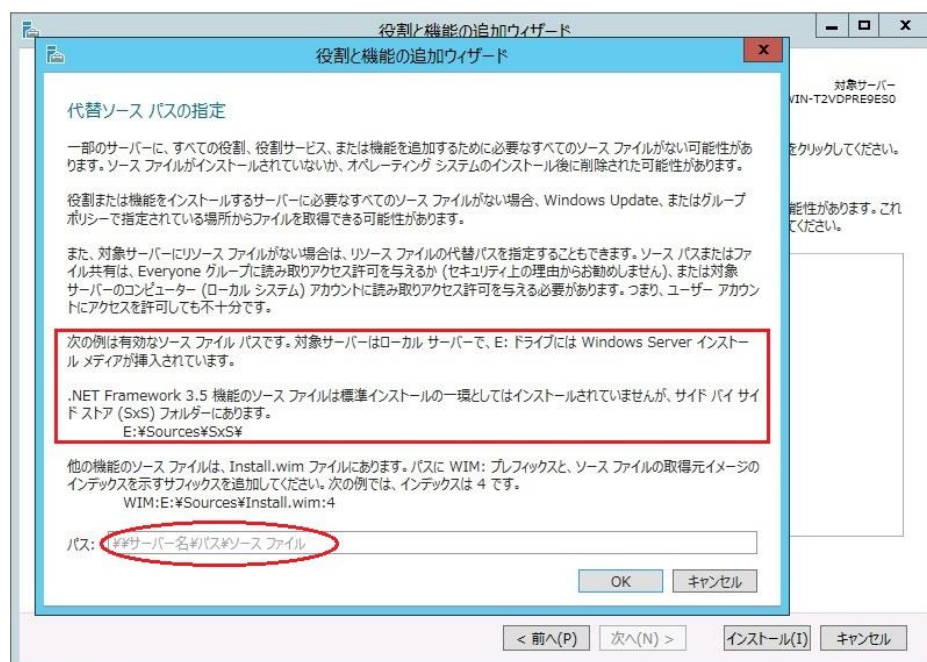 役割と機能の追加ウィザード
役割と機能の追加ウィザード
対象サーバー
WIN-T2VDPRE9ES0
代替ソース パスの指定
一部のサーバーに、すべての役割、役割サービス、または機能を追加するために必要なすべてのソース ファイルがない可能性があ
ります。ソース ファイルがインストールされていないか、オペレーティング システムのインストール後に削除された可能性があります。
をクリックしてください。
役割または機能をインストールするサーバーに必要なすべてのソース ファイルがない場合、Windows Update、またはグループ
ポリシーで指定されている場所からファイルを取得できる可能性があります。
能性があります。これ
てください。
また、対象サーバーにリソース ファイルがない場合は、リソース ファイルの代替パスを指定することもできます。ソース パスまたはファ
イル共有は、Everyone グループに読み取りアクセス許可を与えるか (セキュリティ上の理由からお勧めしません)、または対象
サーバーのコンピューター (ローカル システム) アカウントに読み取りアクセス許可を与える必要があります。つまり、ユーザー アカウン
トにアクセスを許可しても不十分です。
次の例は有効なソース ファイル パスです。対象サーバーはローカル サーバーで、E: ドライブには Windows Server インストー
ル メディアが挿入されています。
.NET Framework 3.5 機能のソース ファイルは標準インストールの一環としてはインストールされていませんが、サイド バイ サイ
ド ストア (SxS) フォルダーにあります。
E:¥Sources¥SxS¥
他の機能のソース ファイルは、Install.wim ファイルにあります。パスに WIM: プレフィックスと、ソース ファイルの取得元イメージの
インデックスを示すサフィックスを追加してください。次の例では、インデックスは 4 です。
WIM:E:¥Sources¥Install.wim:4
パス: ¥¥サーバー名¥パス¥ソース ファイル
OK キャンセル
< 前へ(P) 次へ(N) > インストール(I) キャンセル